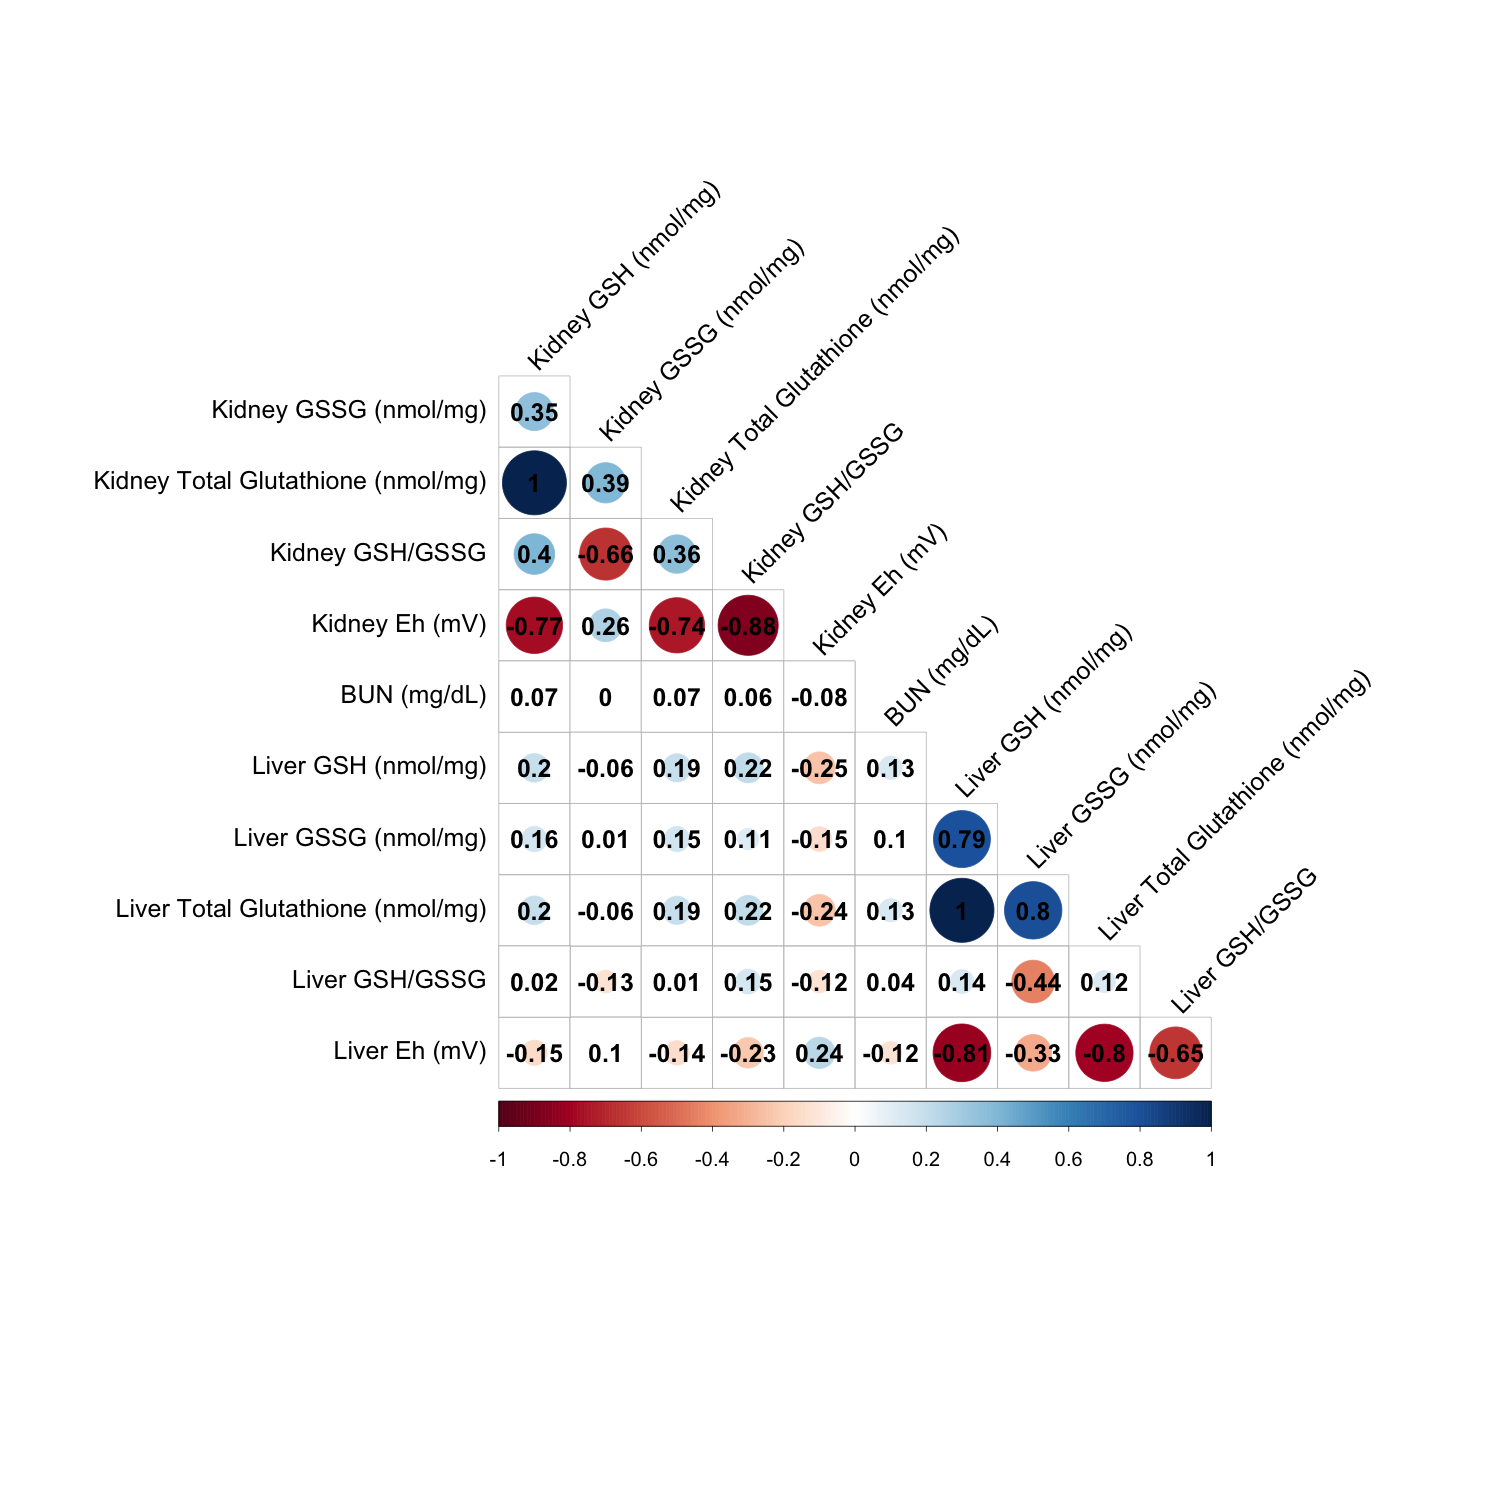 Kidney GSH (nmol/mg)
Kidney GSSG (nmol/mg)
Kidney Total Glutathione (nmol/mg)
Kidney GSH/GSSG
Kidney Eh (mV)
BUN (mg/dL)
Liver GSH (nmol/mg)
Liver GSSG (nmol/mg)
Liver Total Glutathione (nmol/mg)
Liver GSH/GSSG
Kidney GSSG (nmol/mg) 0.35
Kidney Total Glutathione (nmol/mg) 1 0.39
Kidney GSH/GSSG 0.4 -0.66 0.36
Kidney Eh (mV) -0.77 0.26 -0.74 -0.88
BUN (mg/dL) 0.07 0 0.07 0.06 -0.08
Liver GSH (nmol/mg) 0.2 -0.06 0.19 0.22 -0.25 0.13
Liver GSSG (nmol/mg) 0.16 0.01 0.15 0.11 -0.15 0.1 0.79
Liver Total Glutathione (nmol/mg) 0.2 -0.06 0.19 0.22 -0.24 0.13 1 0.8
Liver GSH/GSSG 0.02 -0.13 0.01 0.15 -0.12 0.04 0.14 -0.44 0.12
Liver Eh (mV) -0.15 0.1 -0.14 -0.23 0.24 -0.12 -0.81 -0.33 -0.8 -0.65
-1 -0.8 -0.6 -0.4 -0.2 0 0.2 0.4 0.6 0.8 1